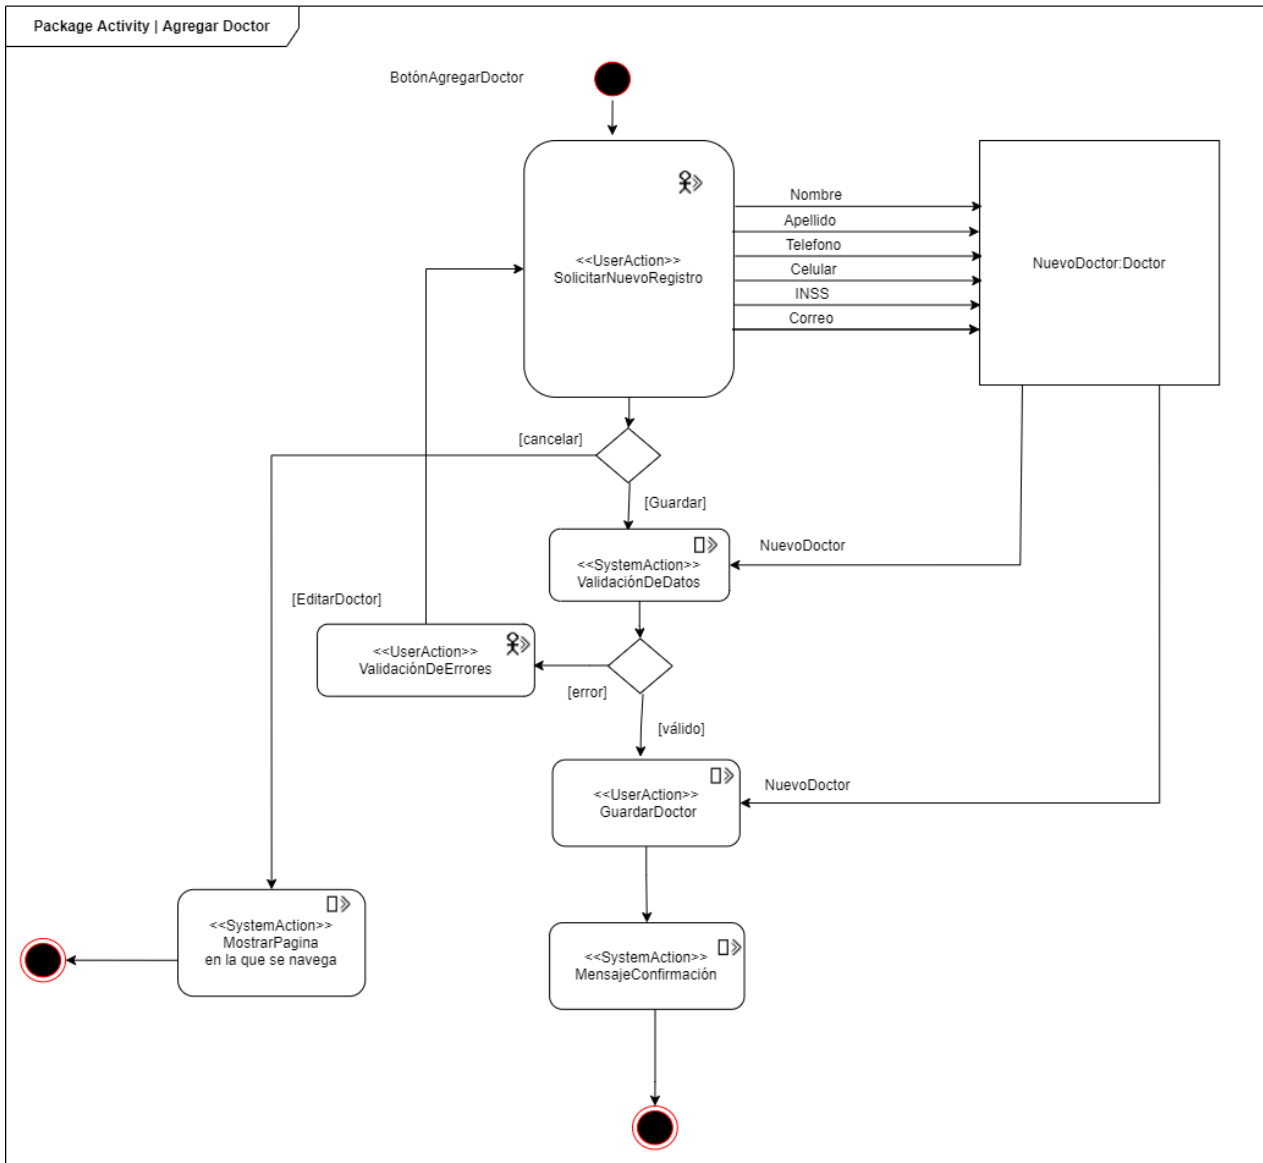 Package Activity | Agregar Doctor
BotónAgregarDoctor
<<UserAction>>
SolicitarNuevoRegistro
Nombre
Apellido
Telefono
Celular
INSS
Correo
NuevoDoctor:Doctor
[cancelar]
[Guardar]
<<SystemAction>>
ValidaciónDeDatos
NuevoDoctor
[EditarDoctor]
<<UserAction>>
ValidaciónDeErrores
[error]
[válido]
<<UserAction>>
GuardarDoctor
NuevoDoctor
<<SystemAction>>
MostrarPagina
en la que se navega
<<SystemAction>>
MensajeConfirmación